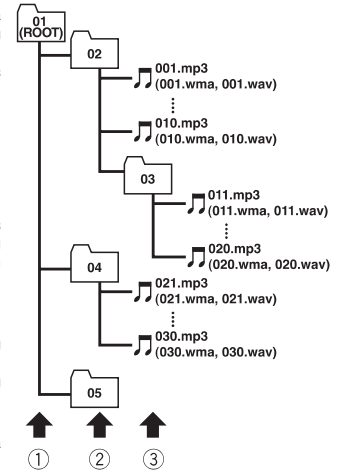 01
(ROOT)
02
001.mp3
(001.wma, 001.wav)
010.mp3
(010.wma, 010.wav)
03
011.mp3
(011.wma, 011.wav)
020.mp3
(020.wma, 020.wav)
04
021.mp3
(021.wma, 021.wav)
030.mp3
(030.wma, 030.wav)
05
① ② ③